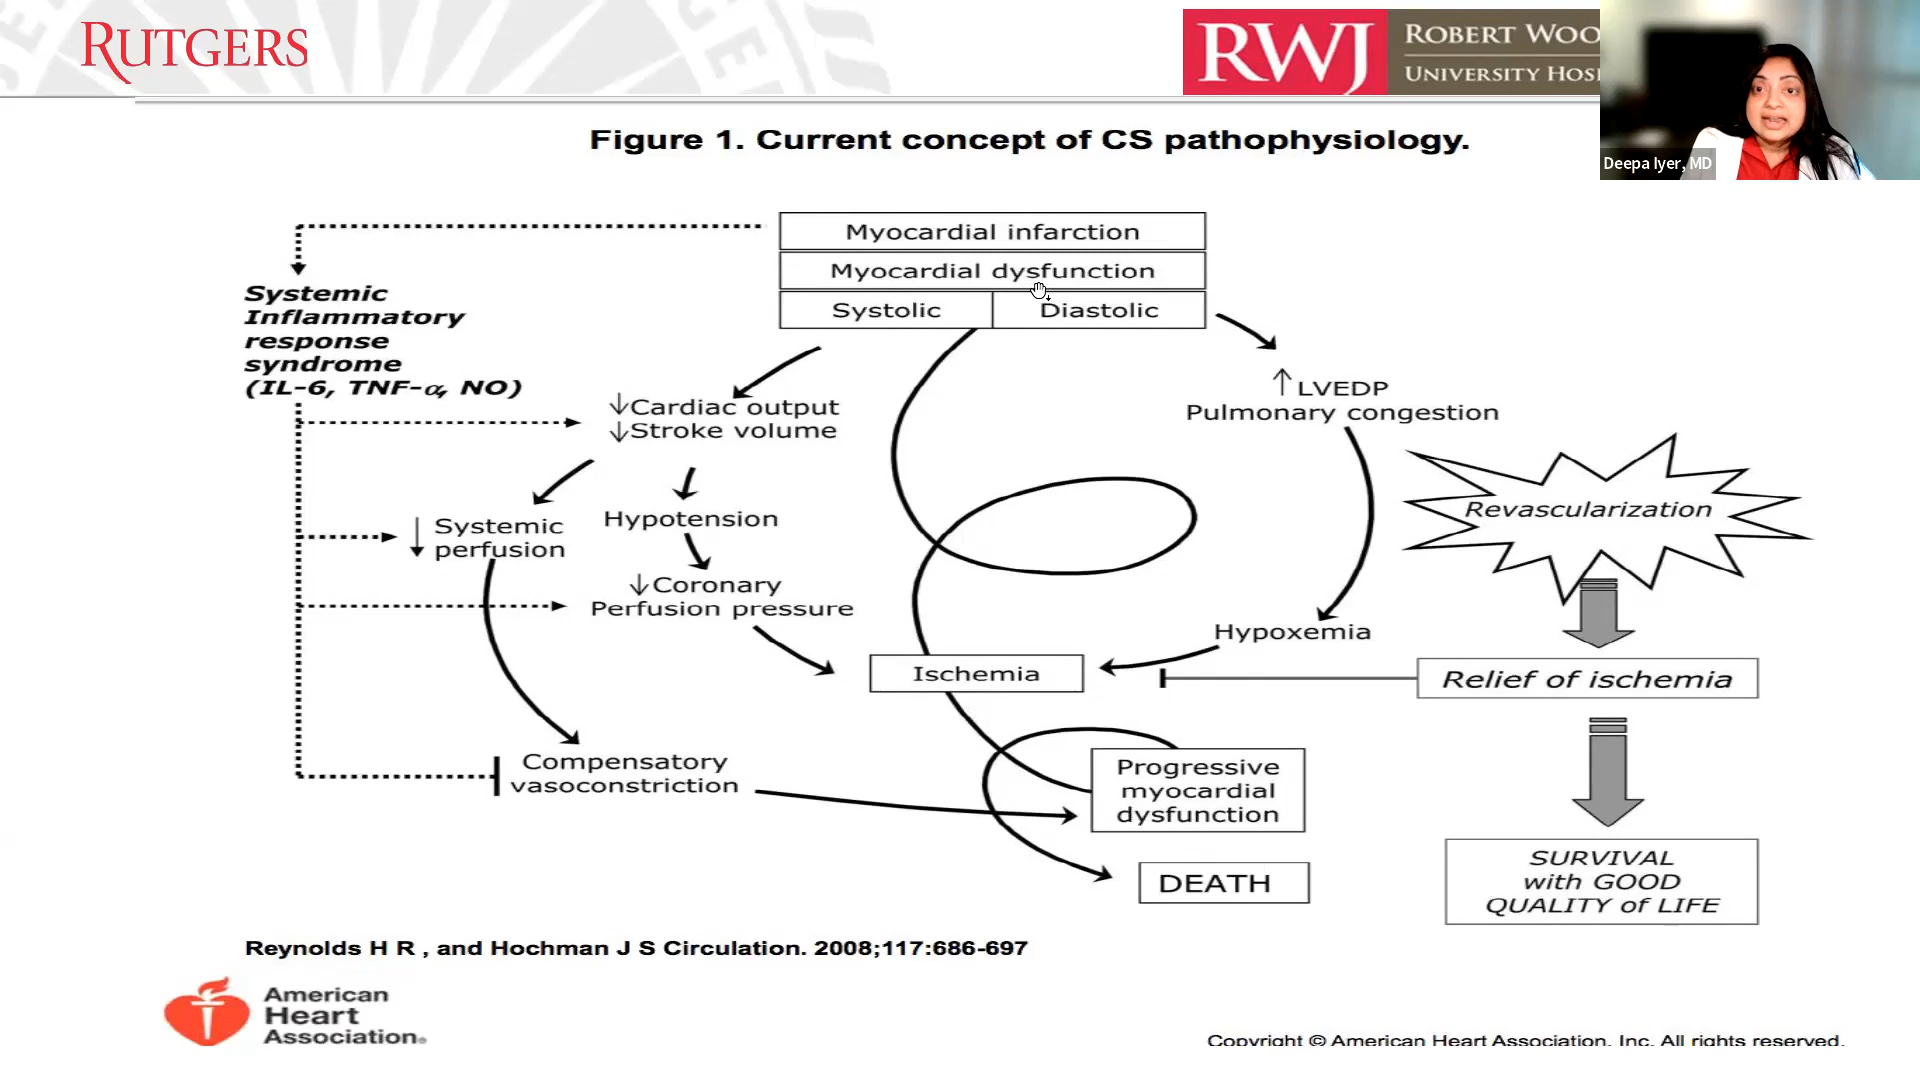 RUTGERS
RWJ
ROBERT WOO
UNIVERSITY HOS
Deepa Iyer, MD
Figure 1. Current concept of CS pathophysiology.
Myocardial infarction
Myocardial dysfunction
Systolic
Diastolic
Systemic
Inflammatory
response
syndrome
(IL-6, TNF-α, NO)
↓Cardiac output
↓Stroke volume
↑ LVEDP
Pulmonary congestion
↓ Systemic
perfusion
Hypotension
↓Coronary
Perfusion pressure
Revascularization
Hypoxemia
Ischemia
Relief of ischemia
Compensatory
vasoconstriction
Progressive
myocardial
dysfunction
DEATH
SURVIVAL
with GOOD
QUALITY of LIFE
Reynolds H R , and Hochman J S Circulation. 2008;117:686-697
American
Heart
Association®
Copyright © American Heart Association, Inc. All rights reserved.